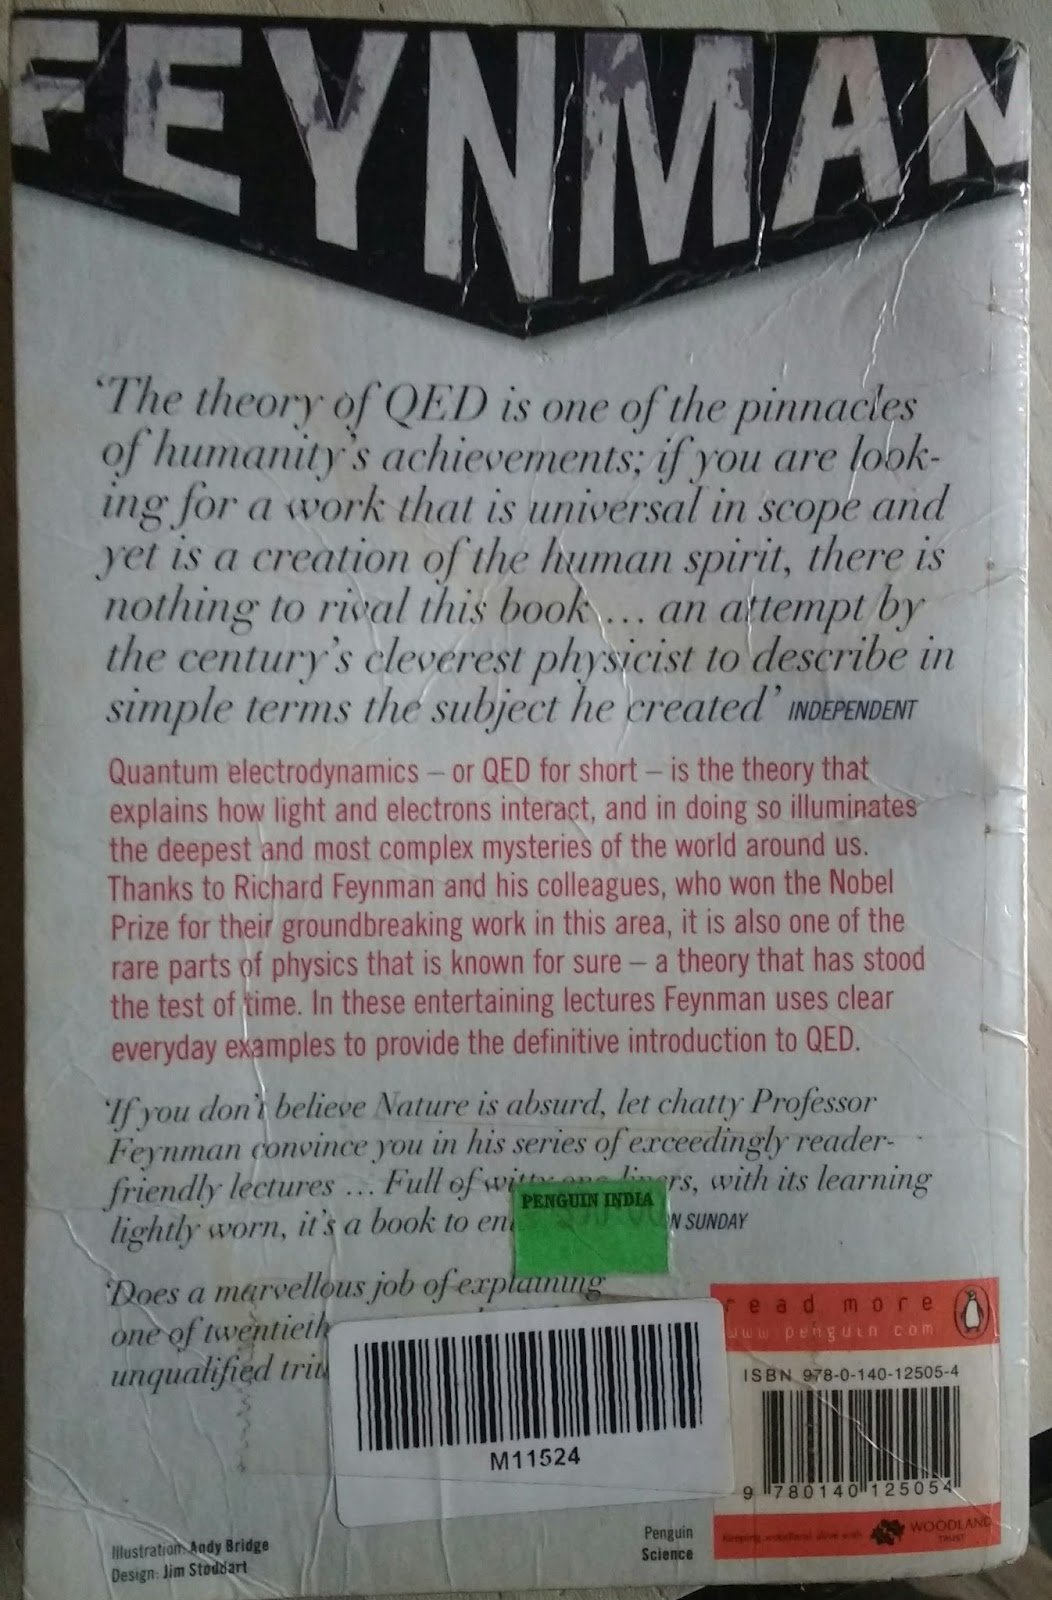 FEYNMAN
‘The theory of QED is one of the pinnacles
of humanity’s achievements; if you are look-
ing for a work that is universal in scope and
yet is a creation of the human spirit, there is
nothing to rival this book ... an attempt by
the century’s cleverest physicist to describe in
simple terms the subject he created’ INDEPENDENT
Quantum electrodynamics – or QED for short – is the theory that
explains how light and electrons interact, and in doing so illuminates
the deepest and most complex mysteries of the world around us.
Thanks to Richard Feynman and his colleagues, who won the Nobel
Prize for their groundbreaking work in this area, it is also one of the
rare parts of physics that is known for sure – a theory that has stood
the test of time. In these entertaining lectures Feynman uses clear
everyday examples to provide the definitive introduction to QED.
‘If you don’t believe Nature is absurd, let chatty Professor
Feynman convince you in his series of exceedingly reader-
friendly lectures ... Full of witty with its learning
lightly worn, it’s a book to SUNDAY
PENGUIN INDIA
‘Does a marvellous job of explaining
one of
unqualified
M11524
read more
www penguin com
ISBN 978-0-140-12505-4
9 780140 125054
Keeping woodland alive with WOODLAND
TRUST
Penguin
Science
Illustration: Andy Bridge
Design: Jim Stoddart